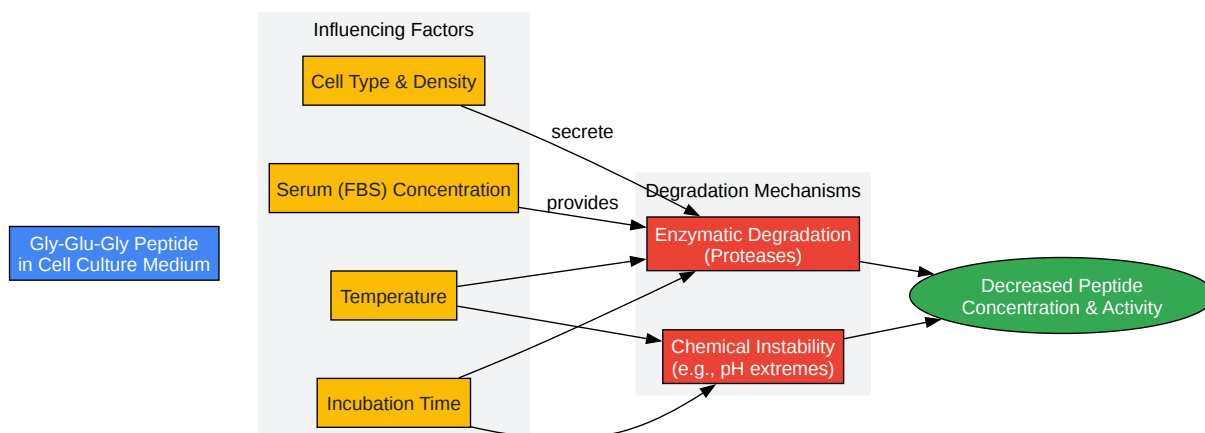 Influencing Factors
Cell Type & Density
secrete
Serum (FBS) Concentration
provides
Degradation Mechanisms
Gly-Glu-Gly Peptide
in Cell Culture Medium
Enzymatic Degradation
(Proteases)
Temperature
Decreased Peptide
Concentration & Activity
Chemical Instability
(e.g., pH extremes)
Incubation Time